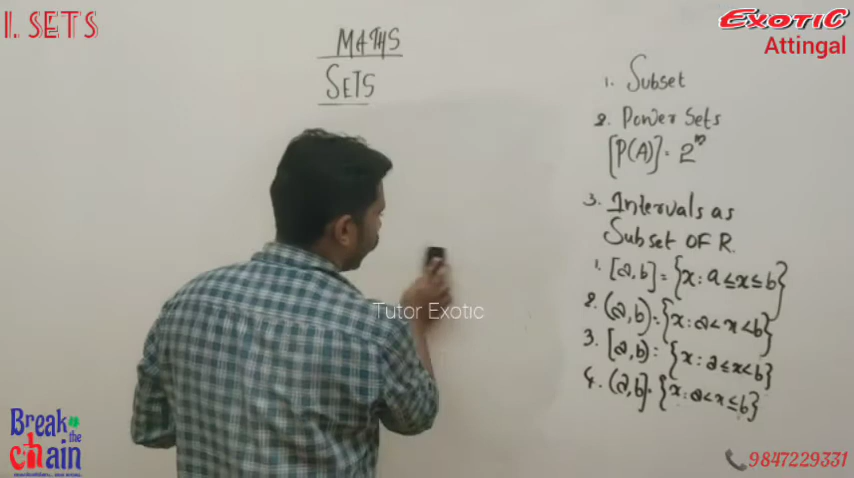 1. SETS
EXOTIC
Attingal
MATHS
SETS
1. Subset
2. Power Sets
[P(A)] = 2^m
3. Intervals as
Subset OF R.
1. [a,b] = {x: a≤x≤b}
2. (a,b) = {x: a<x<b}
3. [a,b) = {x: a≤x<b}
4. (a,b] = {x: a<x≤b}
Tutor Exotic
Break
the
chain
9847229331